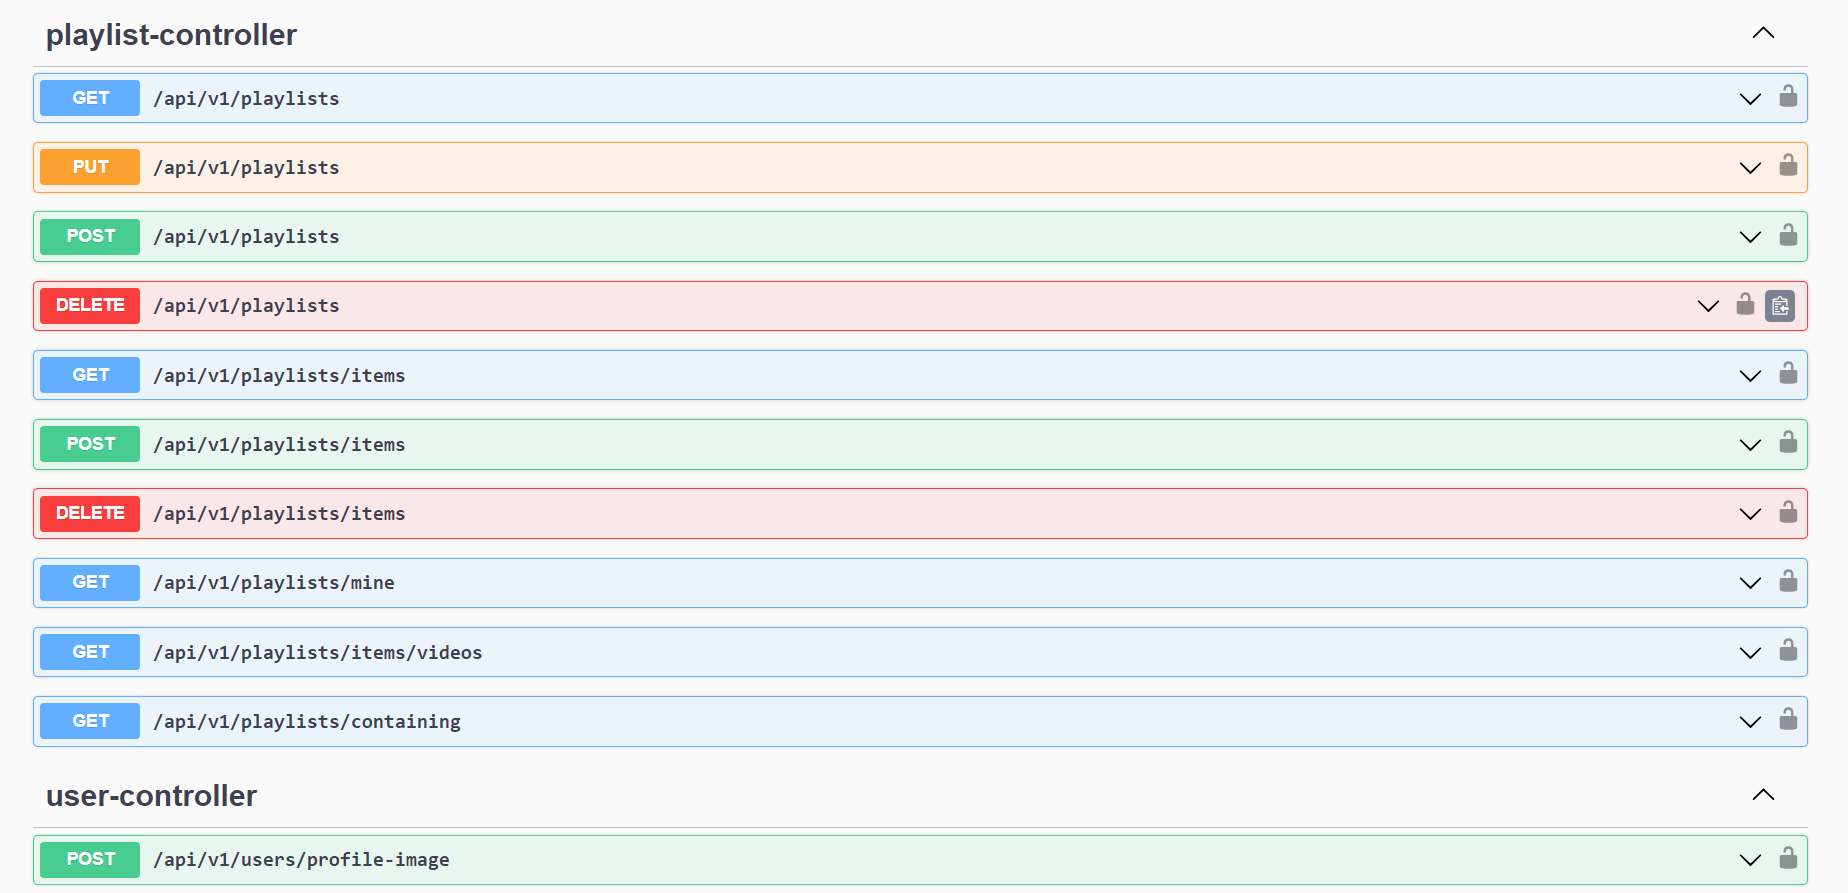 playlist-controller
GET /api/v1/playlists
PUT /api/v1/playlists
POST /api/v1/playlists
DELETE /api/v1/playlists
GET /api/v1/playlists/items
POST /api/v1/playlists/items
DELETE /api/v1/playlists/items
GET /api/v1/playlists/mine
GET /api/v1/playlists/items/videos
GET /api/v1/playlists/containing
user-controller
POST /api/v1/users/profile-image